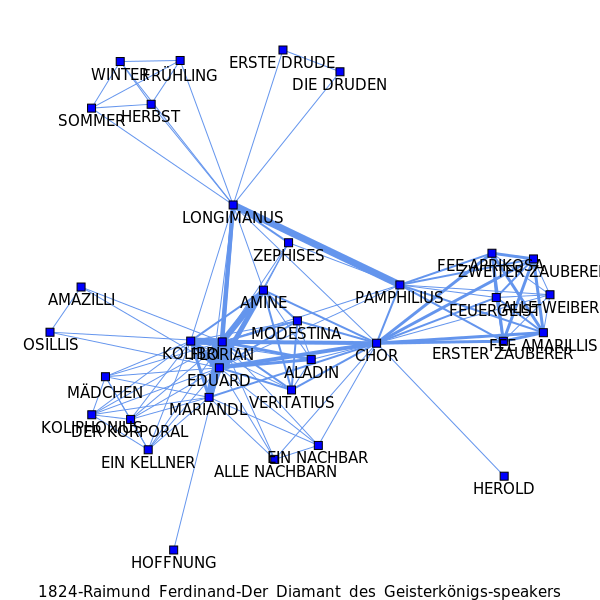 ERSTE DRUDE
WINTER
FRÜHLING
DIE DRUDEN
SOMMER
HERBST
LONGIMANUS
ZEPHISES
FEE APRIKOSA
ZWEITER ZAUBERER
AMAZILLI
AMINE
PAMPHILIUS
FEUERGEIST
ALLE WEIBER
MODESTINA
OSILLIS
KOLIBRI
FLORIAN
CHOR
ERSTER ZAUBERER
FEE AMARILLIS
EDUARD
ALADIN
MÄDCHEN
MARIANDL
VERITATIUS
KOLIPHONIUS
DER KORPORAL
EIN KELLNER
EIN NACHBAR
ALLE NACHBARN
HEROLD
HOFFNUNG
1824-Raimund Ferdinand-Der Diamant des Geisterkönigs-speakers